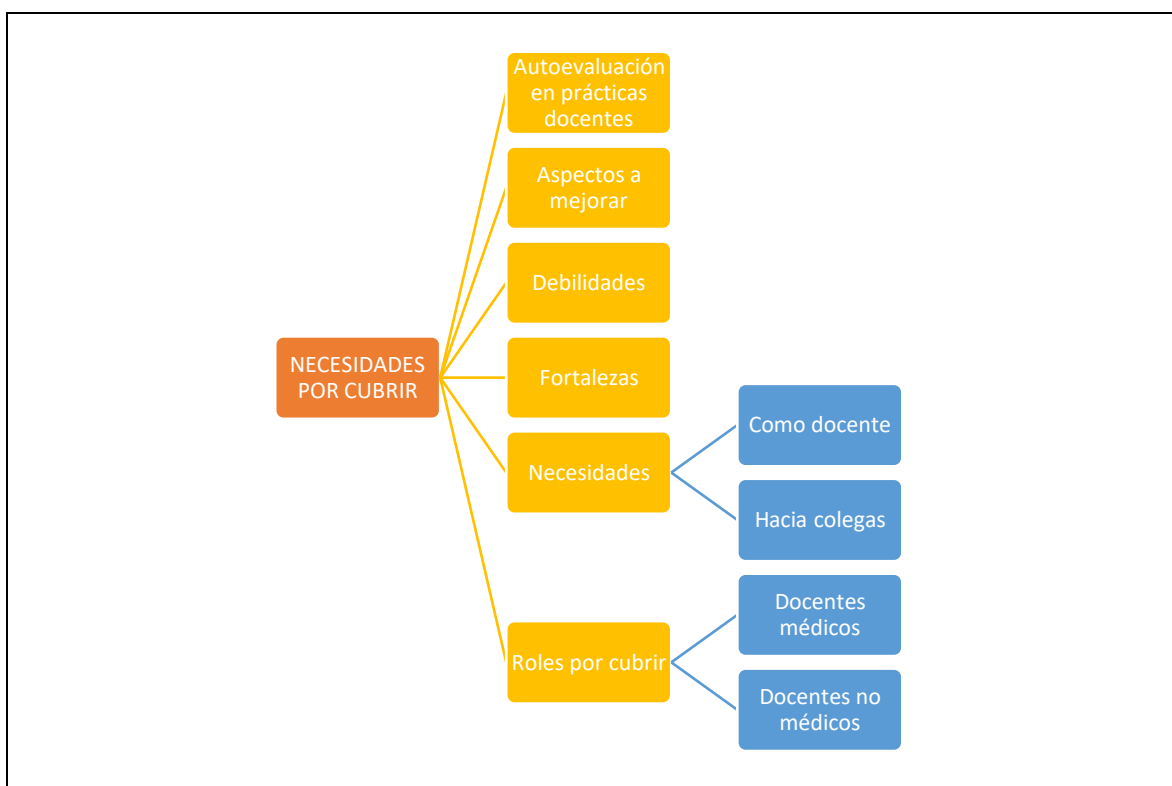 NECESIDADES
POR CUBRIR
Autoevaluación
en prácticas
docentes
Aspectos a
mejorar
Debilidades
Fortalezas
Necesidades
Como docente
Hacia colegas
Roles por cubrir
Docentes
médicos
Docentes no
médicos